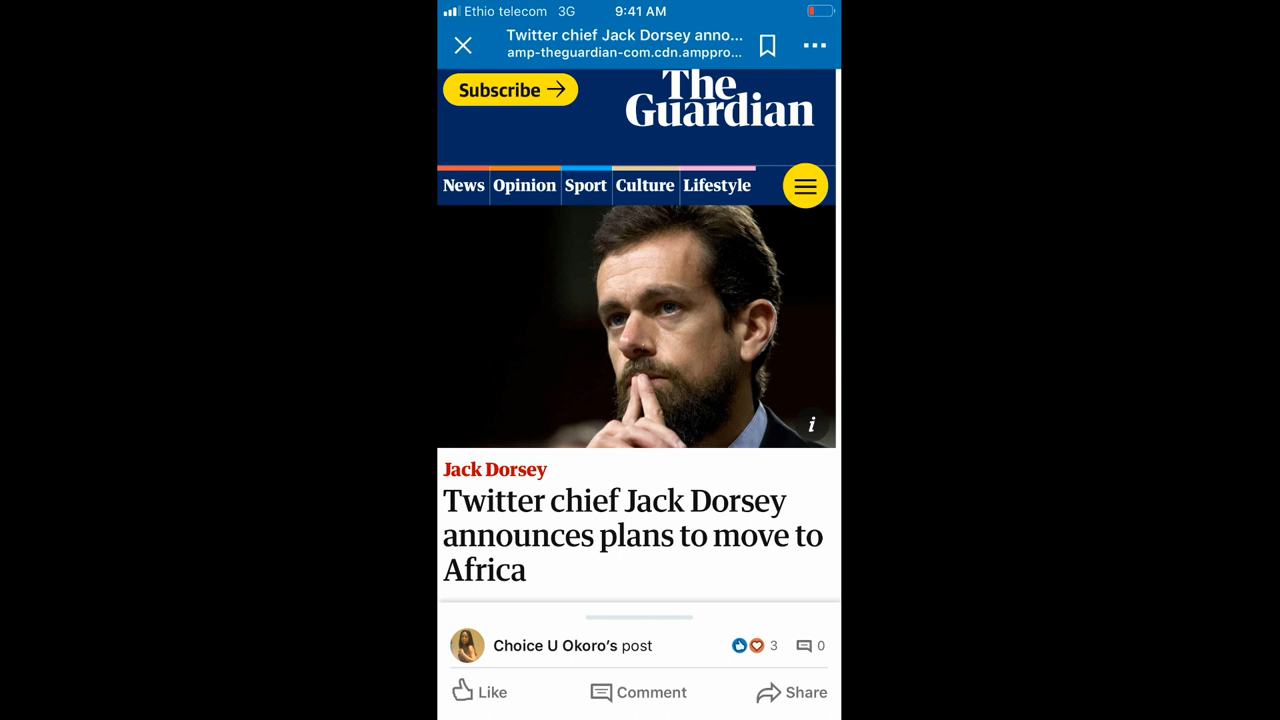 Ethio telecom 3G 9:41 AM
Twitter chief Jack Dorsey anno...
amp-theguardian-com.cdn.amppro...
Subscribe →
The
Guardian
News Opinion Sport Culture Lifestyle
i
Jack Dorsey
Twitter chief Jack Dorsey
announces plans to move to
Africa
Choice U Okoro’s post 3 0
Like Comment Share